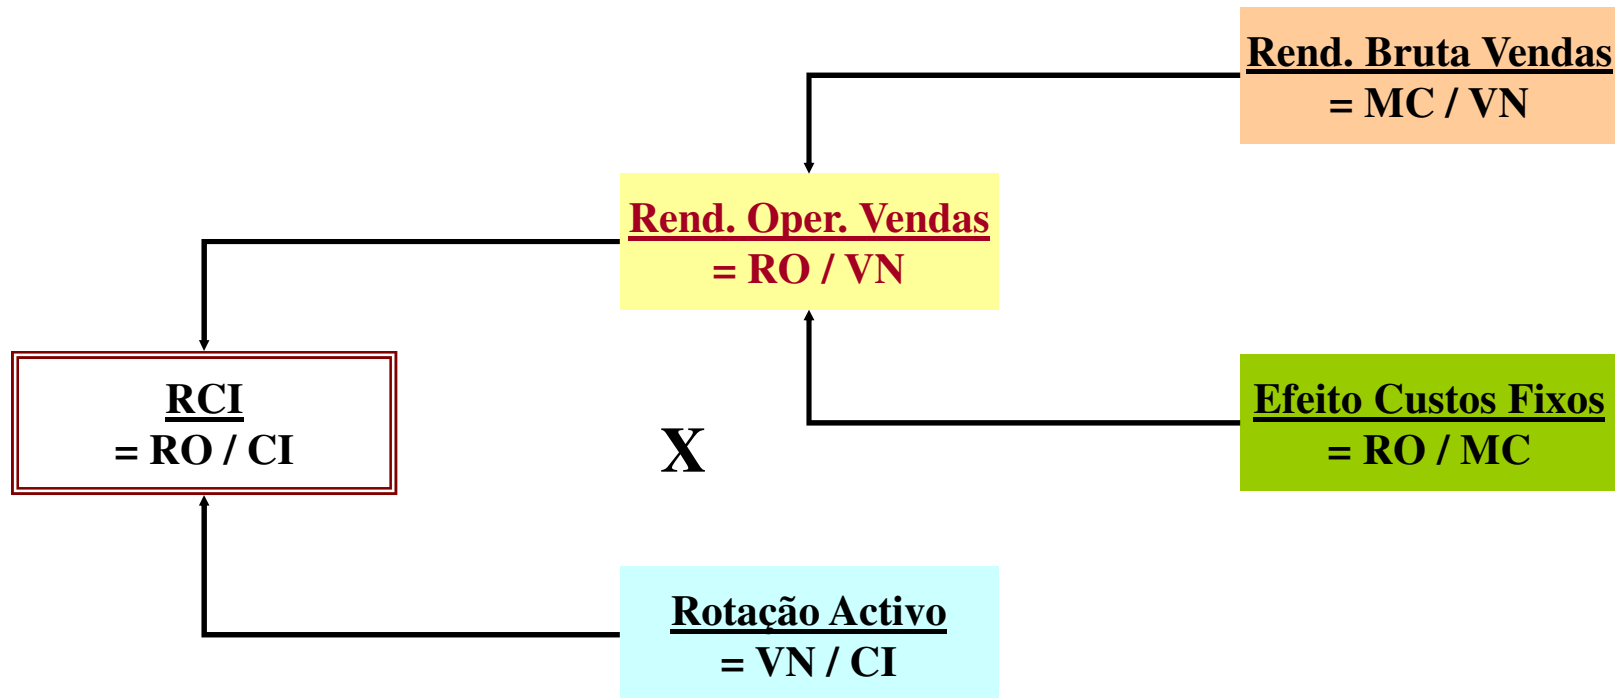 Rend. Bruta Vendas
= MC / VN
Rend. Oper. Vendas
= RO / VN
RCI
= RO / CI
X
Efeito Custos Fixos
= RO / MC
Rotação Activo
= VN / CI